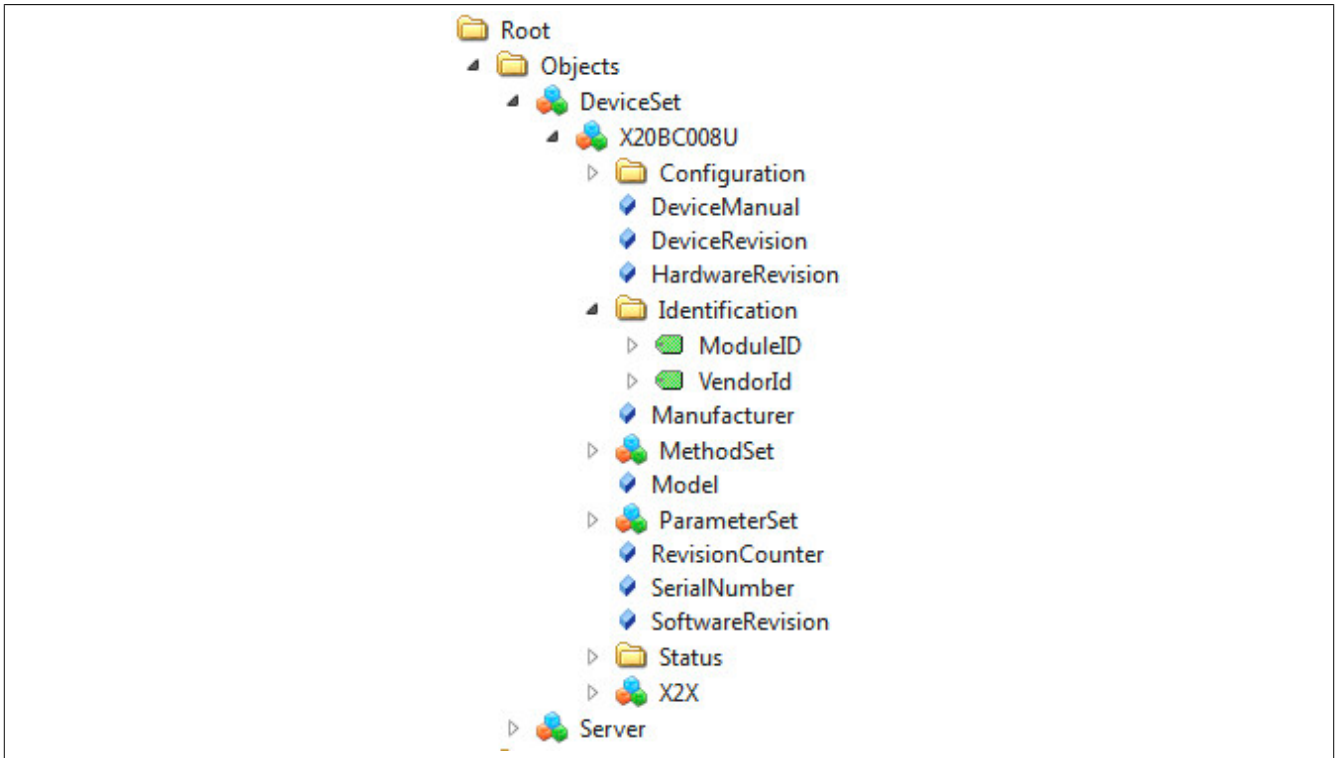 Root
Objects
DeviceSet
X20BC008U
Configuration
DeviceManual
DeviceRevision
HardwareRevision
Identification
ModuleID
VendorId
Manufacturer
MethodSet
Model
ParameterSet
RevisionCounter
SerialNumber
SoftwareRevision
Status
X2X
Server